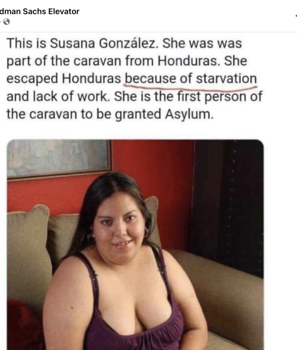 dman Sachs Elevator
This is Susana González. She was was
part of the caravan from Honduras. She
escaped Honduras because of starvation
and lack of work. She is the first person of
the caravan to be granted Asylum.